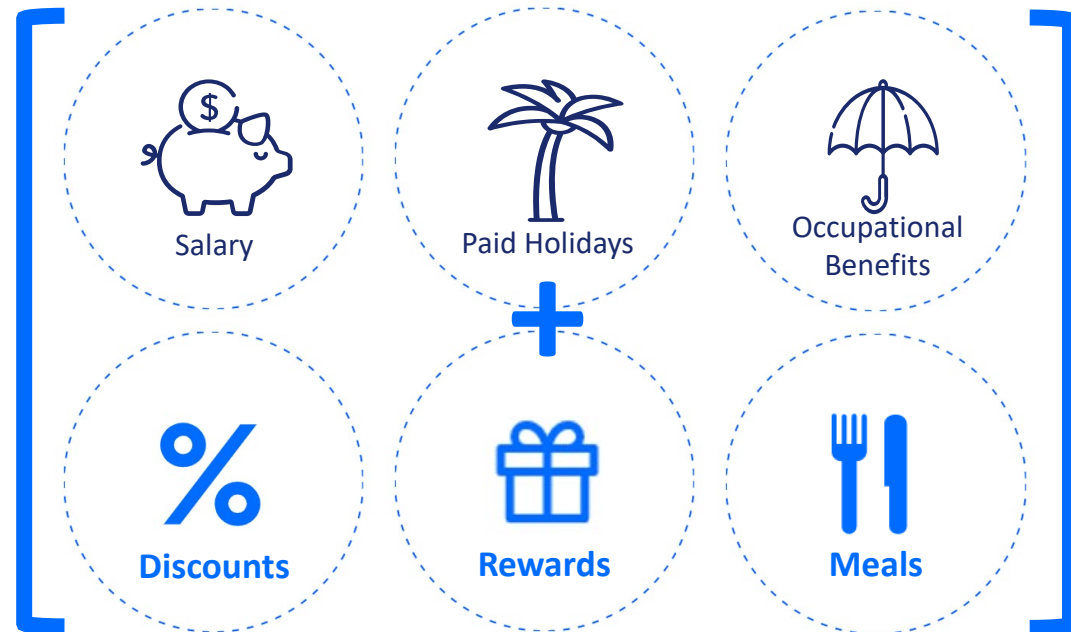 $
Salary
Paid Holidays
Occupational
Benefits
+
%
Discounts
Rewards
Meals